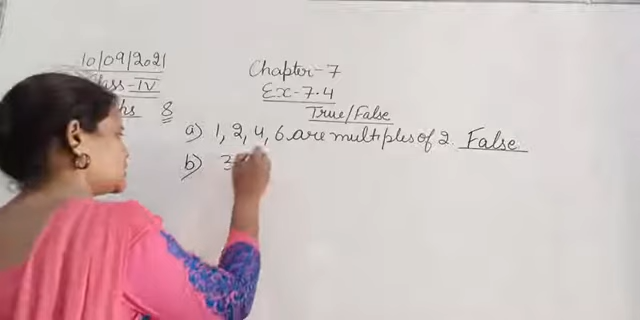 10/09/2021
Class-IV
Chapter-7
Ex-7.4
8
True/False
a) 1, 2, 4, 6 are multiples of 2. False
b) 3